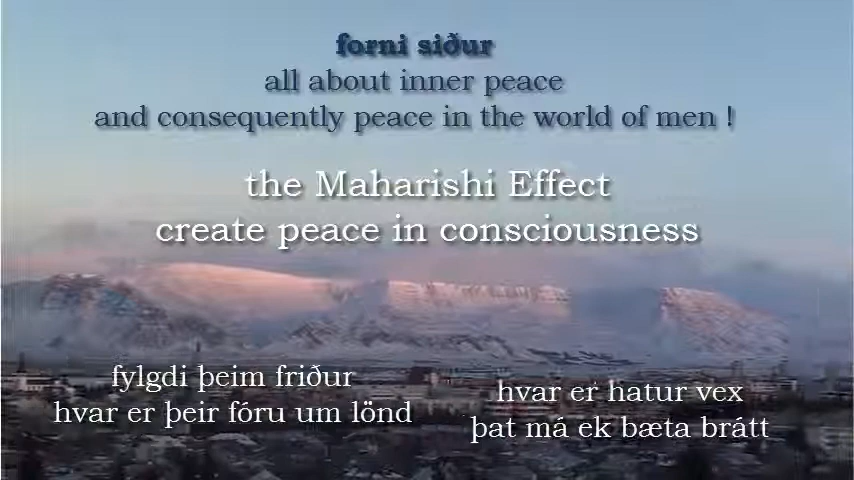 forni siður
all about inner peace
and consequently peace in the world of men !
the Maharishi Effect
create peace in consciousness
fylgdi þeim friður
hvar er þeir fóru um lönd
hvar er hatur vex
þat má ek bæta brátt